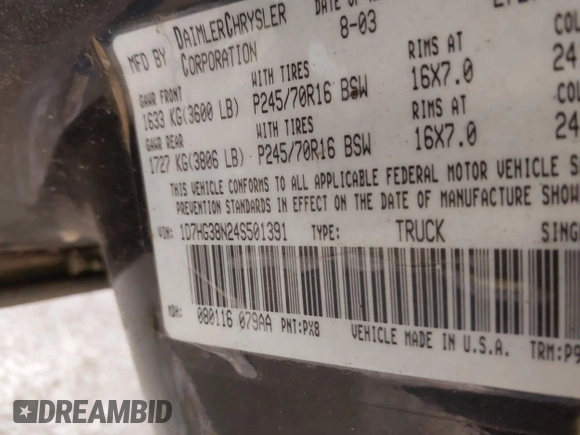 MFD BY DAIMLERCHRYSLER CORPORATION
DATE OF
8-03
GAWR FRONT WITH TIRES RIMS AT
1633 KG(3600 LB) P245/70R16 BSW 16X7.0 24
GAWR REAR WITH TIRES RIMS AT
1727 KG(3806 LB) P245/70R16 BSW 16X7.0 24
THIS VEHICLE CONFORMS TO ALL APPLICABLE FEDERAL MOTOR VEHICLE S
PREVENTION STANDARDS IN EFFECT ON THE DATE OF MANUFACTURE SHOW
1D7HG38N24S501391 TYPE: TRUCK SING
MDH: 080116 079AA PNT:PX8 VEHICLE MADE IN U.S.A. TRM:P9
DREAMBID